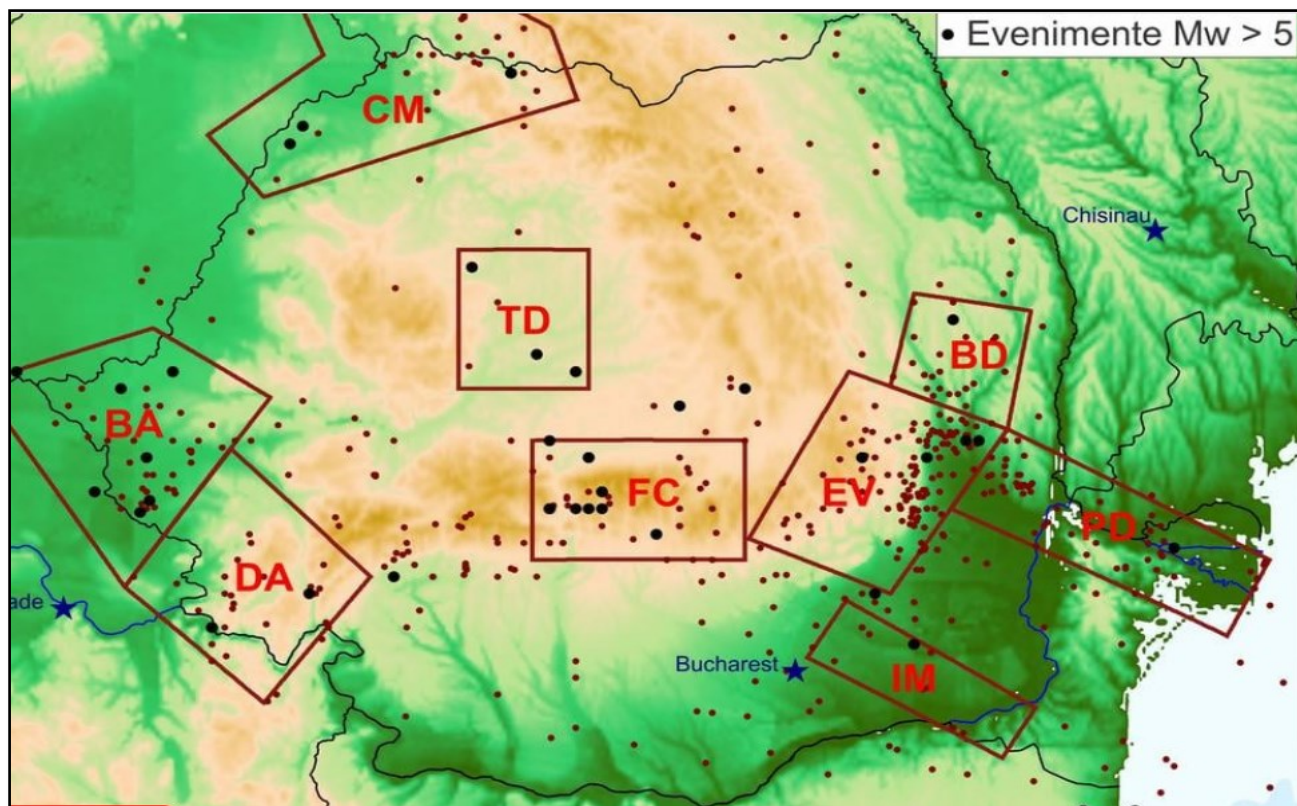 • Evenimente Mw > 5
CM
Chisinau
TD
BD
BA
FC
EV
PD
DA
ade
Bucharest
IM